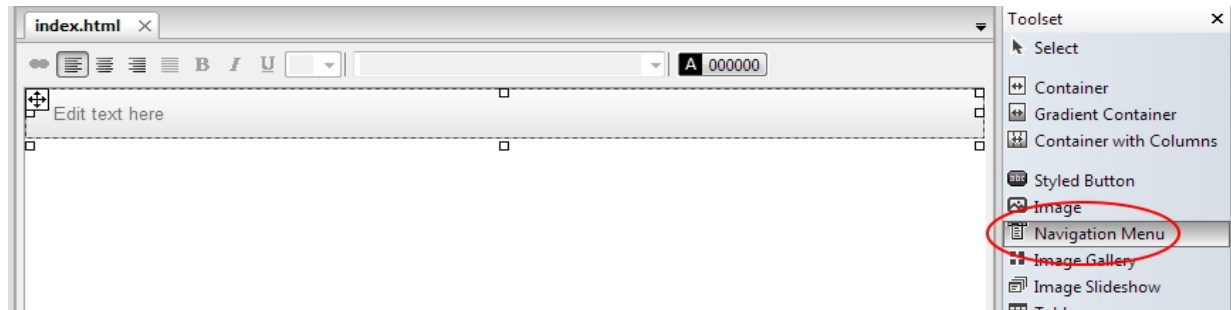 index.html
Toolset
Select
B I U
A 000000
Container
Edit text here
Gradient Container
Container with Columns
abc
Styled Button
Image
Navigation Menu
Image Gallery
Image Slideshow